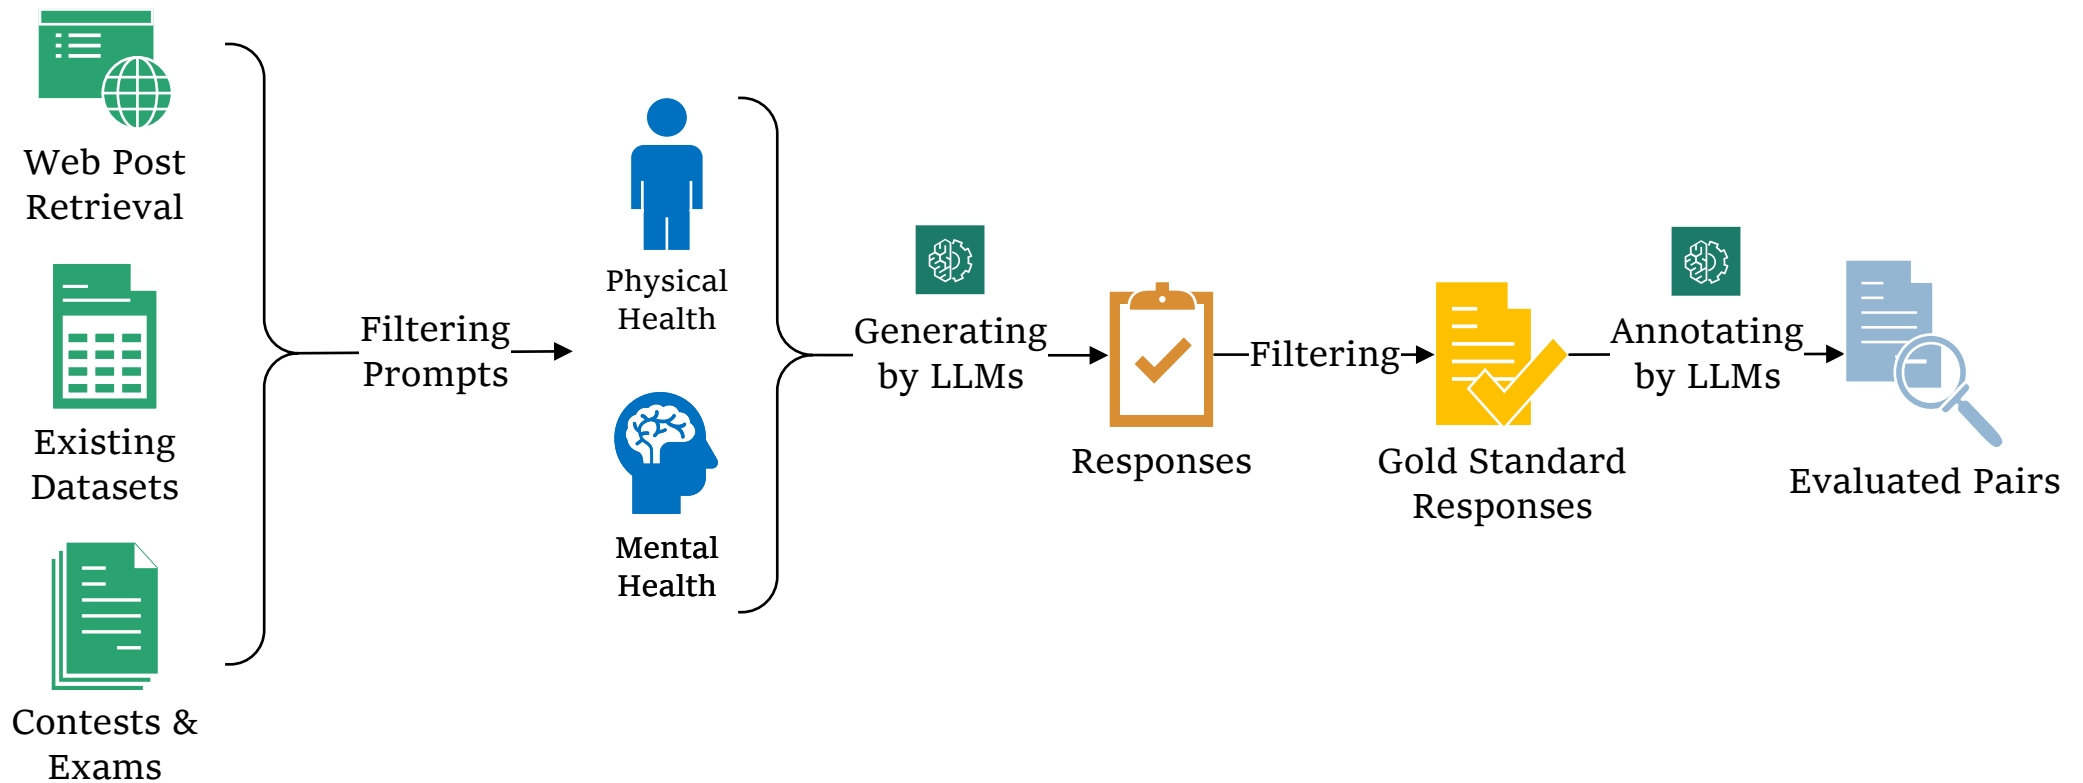 Web Post
Retrieval
Existing
Datasets
Contests &
Exams
Filtering
Prompts
Physical
Health
Mental
Health
Generating
by LLMs
Responses
Filtering
Gold Standard
Responses
Annotating
by LLMs
Evaluated Pairs